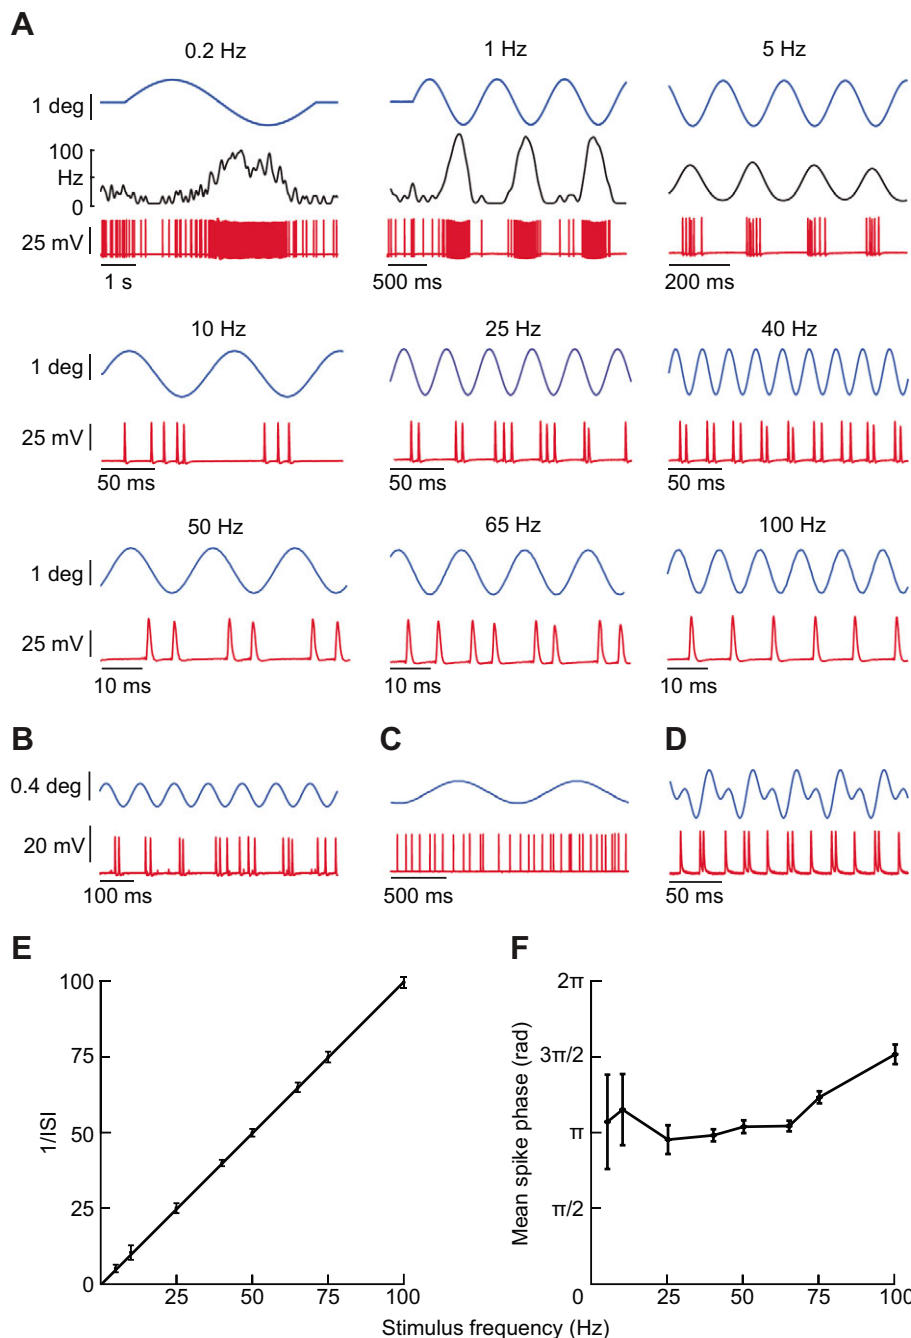 A
0.2 Hz 1 Hz 5 Hz
1 deg
100
Hz
0
25 mV
1 s 500 ms 200 ms
10 Hz 25 Hz 40 Hz
1 deg
25 mV
50 ms 50 ms 50 ms
50 Hz 65 Hz 100 Hz
1 deg
25 mV
10 ms 10 ms 10 ms
B C D
0.4 deg
20 mV
100 ms 500 ms 50 ms
E
1/ISI
100
75
50
25
0
25 50 75 100
F
Mean spike phase (rad)
2π
3π/2
π
π/2
0 25 50 75 100
Stimulus frequency (Hz)